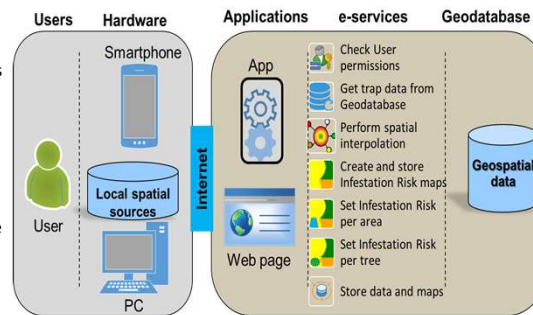 Users
Hardware
Applications
e-services
Geodatabase
Smartphone
User
Local spatial
sources
PC
Internet
App
Web page
Check User
permissions
Get trap data from
Geodatabase
Perform spatial
interpolation
Create and store
Infestation Risk maps
Set Infestation Risk
per area
Set Infestation Risk
per tree
Store data and maps
Geospatial
data